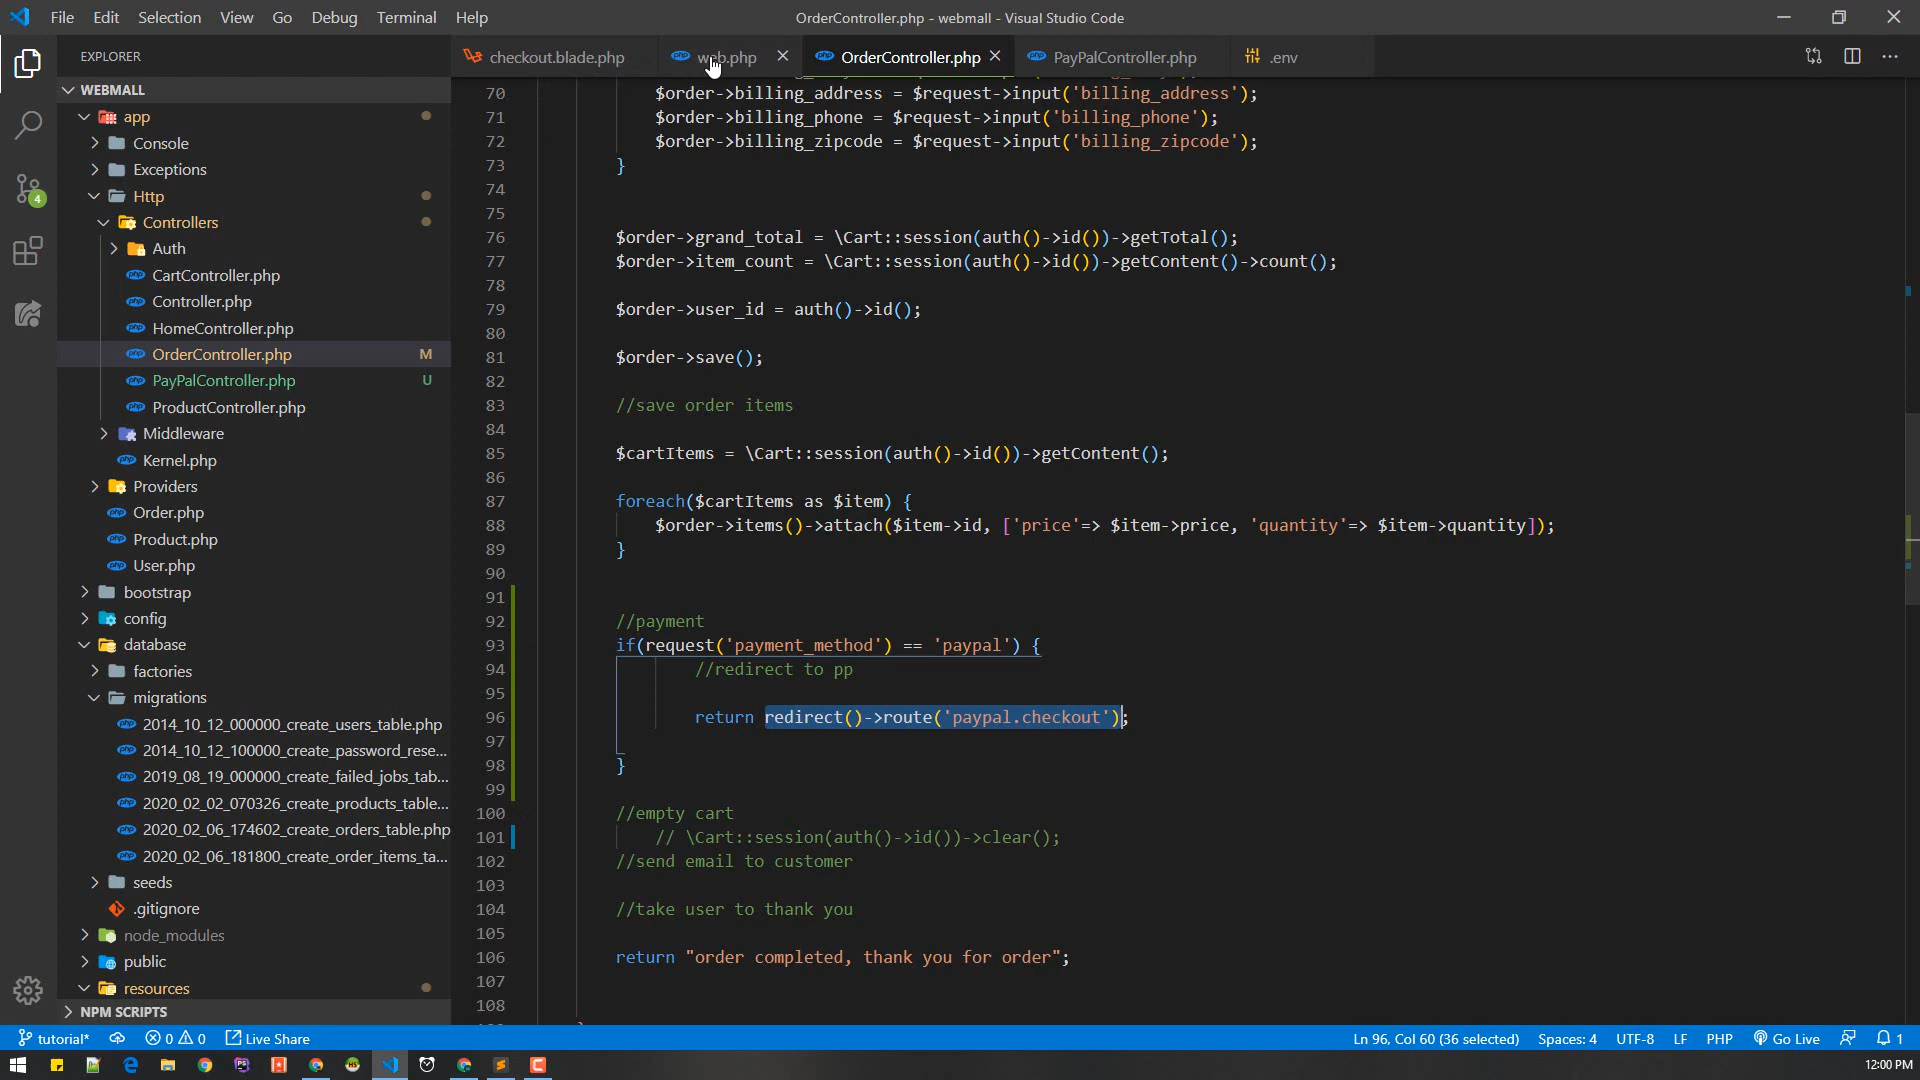 File Edit Selection View Go Debug Terminal Help
OrderController.php - webmall - Visual Studio Code
EXPLORER
checkout.blade.php web.php OrderController.php PayPalController.php .env
WEBMALL
app
Console
Exceptions
Http
Controllers
Auth
CartController.php
Controller.php
HomeController.php
OrderController.php M
PayPalController.php U
ProductController.php
Middleware
Kernel.php
Providers
Order.php
Product.php
User.php
bootstrap
config
database
factories
migrations
2014_10_12_000000_create_users_table.php
2014_10_12_100000_create_password_rese...
2019_08_19_000000_create_failed_jobs_tab...
2020_02_02_070326_create_products_table...
2020_02_06_174602_create_orders_table.php
2020_02_06_181800_create_order_items_ta...
seeds
.gitignore
node_modules
public
resources
NPM SCRIPTS
4
70 $order->billing_address = $request->input('billing_address');
71 $order->billing_phone = $request->input('billing_phone');
72 $order->billing_zipcode = $request->input('billing_zipcode');
73 }
74
75
76 $order->grand_total = \Cart::session(auth()->id())->getTotal();
77 $order->item_count = \Cart::session(auth()->id())->getContent()->count();
78
79 $order->user_id = auth()->id();
80
81 $order->save();
82
83 //save order items
84
85 $cartItems = \Cart::session(auth()->id())->getContent();
86
87 foreach($cartItems as $item) {
88 $order->items()->attach($item->id, ['price'=> $item->price, 'quantity'=> $item->quantity]);
89 }
90
91
92 //payment
93 if(request('payment_method') == 'paypal') {
94 //redirect to pp
95
96 return redirect()->route('paypal.checkout');
97
98 }
99
100 //empty cart
101 // \Cart::session(auth()->id())->clear();
102 //send email to customer
103
104 //take user to thank you
105
106 return "order completed, thank you for order";
107
108
tutorial* 0 0 Live Share Ln 96, Col 60 (36 selected) Spaces: 4 UTF-8 LF PHP Go Live 1
12:00 PM